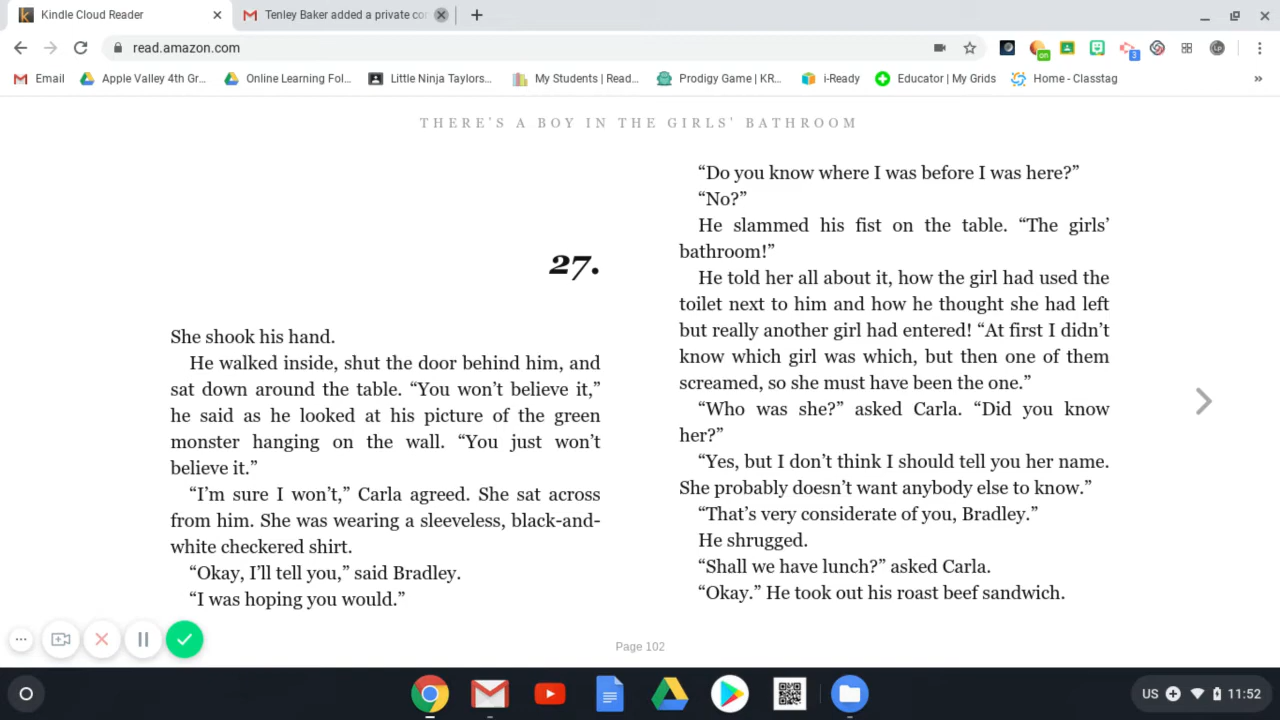 Kindle Cloud Reader
Tenley Baker added a private con
read.amazon.com
on
3
LP
Email
Apple Valley 4th Gr...
Online Learning Fol...
Little Ninja Taylors...
My Students | Read...
Prodigy Game | KR...
i-Ready
Educator | My Grids
Home - Classtag
»
THERE'S A BOY IN THE GIRLS' BATHROOM
27.
She shook his hand.
He walked inside, shut the door behind him, and
sat down around the table. “You won’t believe it,”
he said as he looked at his picture of the green
monster hanging on the wall. “You just won’t
believe it.”
“I’m sure I won’t,” Carla agreed. She sat across
from him. She was wearing a sleeveless, black-and-
white checkered shirt.
“Okay, I’ll tell you,” said Bradley.
“I was hoping you would.”
“Do you know where I was before I was here?”
“No?”
He slammed his fist on the table. “The girls’
bathroom!”
He told her all about it, how the girl had used the
toilet next to him and how he thought she had left
but really another girl had entered! “At first I didn’t
know which girl was which, but then one of them
screamed, so she must have been the one.”
“Who was she?” asked Carla. “Did you know
her?”
“Yes, but I don’t think I should tell you her name.
She probably doesn’t want anybody else to know.”
“That’s very considerate of you, Bradley.”
He shrugged.
“Shall we have lunch?” asked Carla.
“Okay.” He took out his roast beef sandwich.
Page 102
US
11:52